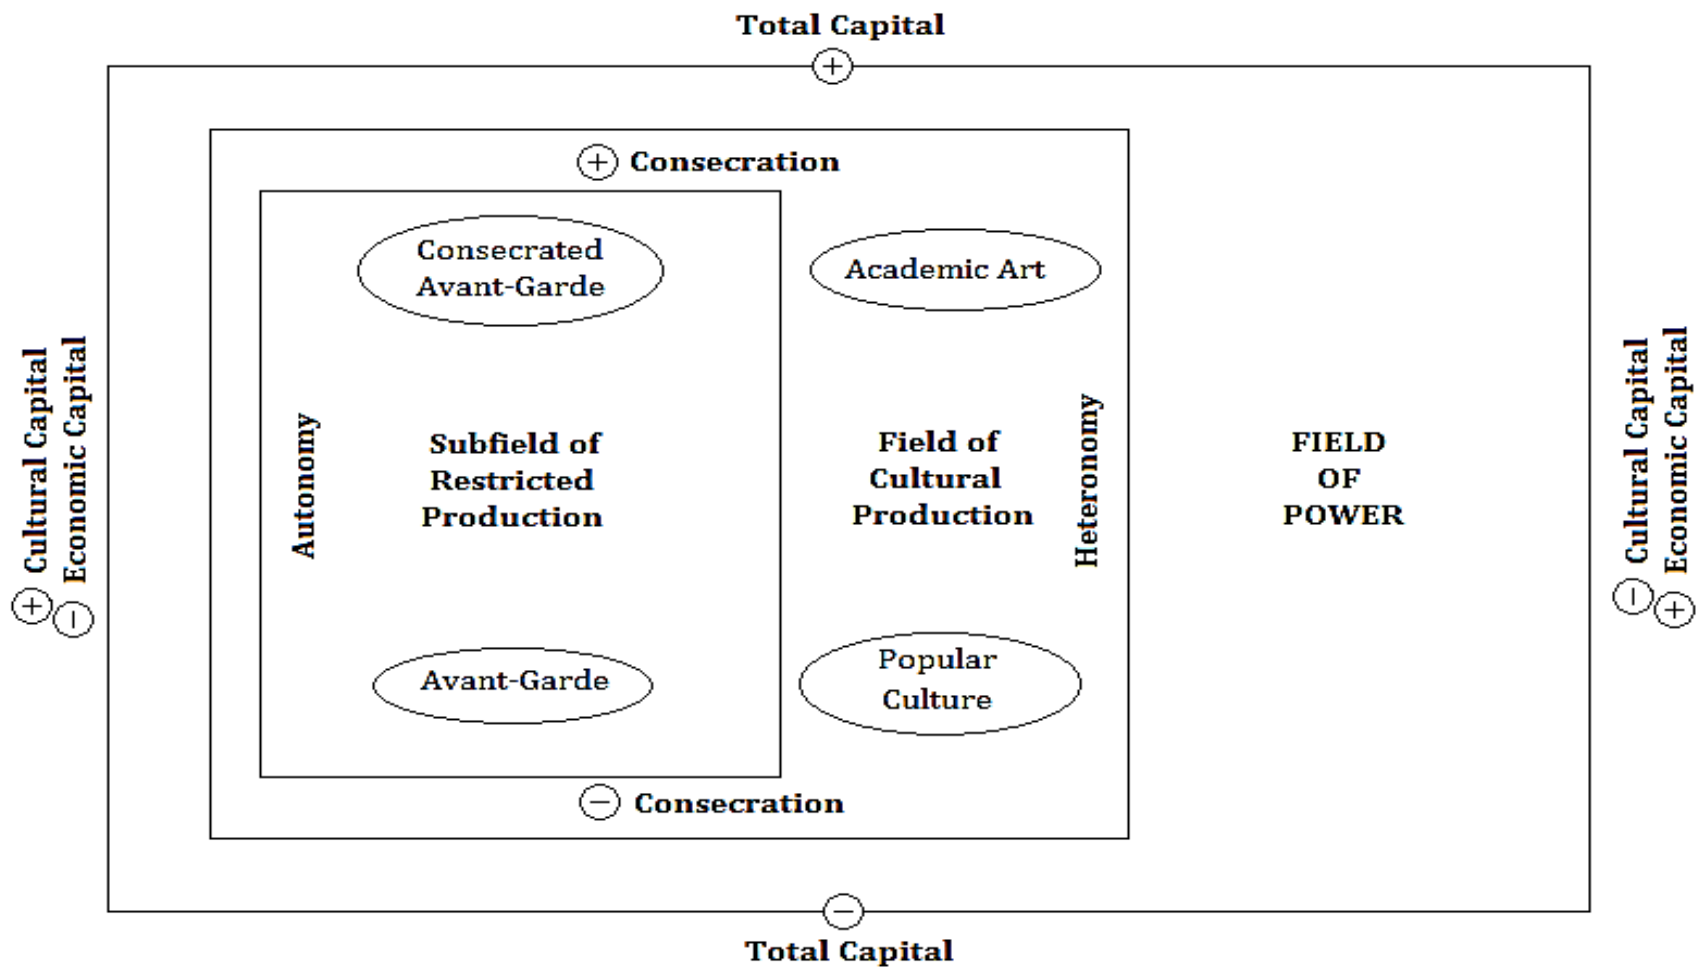 Total Capital
+
+ Consecration
Consecrated
Avant-Garde
Academic Art
+ Cultural Capital
− Economic Capital
Autonomy
Subfield of
Restricted
Production
Field of
Cultural
Production
Heteronomy
FIELD
OF
POWER
− Cultural Capital
+ Economic Capital
Avant-Garde
Popular
Culture
− Consecration
−
Total Capital